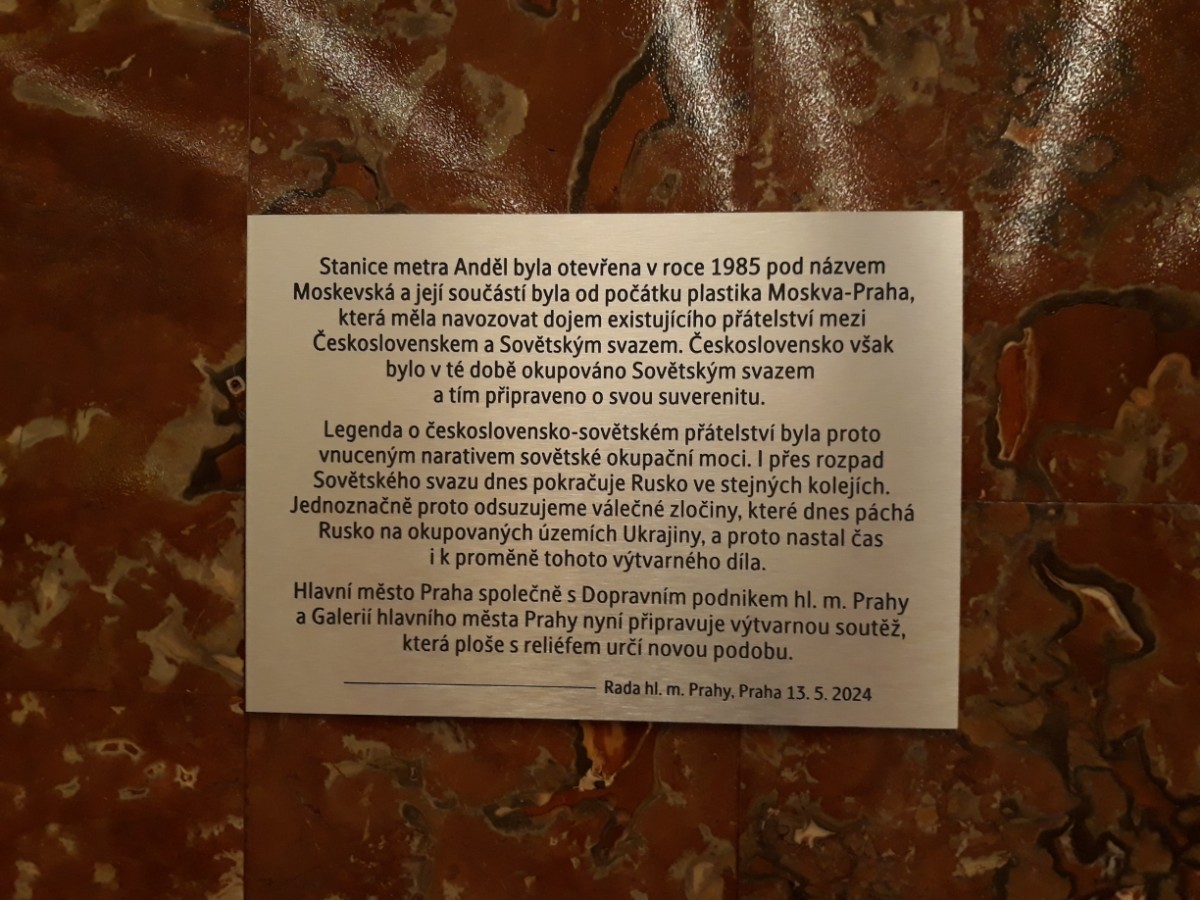 Stanice metra Anděl byla otevřena v roce 1985 pod názvem
Moskevská a její součástí byla od počátku plastika Moskva-Praha,
která měla navozovat dojem existujícího přátelství mezi
Československem a Sovětským svazem. Československo však
bylo v té době okupováno Sovětským svazem
a tím připraveno o svou suverenitu.
Legenda o československo-sovětském přátelství byla proto
vnuceným narativem sovětské okupační moci. I přes rozpad
Sovětského svazu dnes pokračuje Rusko ve stejných kolejích.
Jednoznačně proto odsuzujeme válečné zločiny, které dnes páchá
Rusko na okupovaných územích Ukrajiny, a proto nastal čas
i k proměně tohoto výtvarného díla.
Hlavní město Praha společně s Dopravním podnikem hl. m. Prahy
a Galerií hlavního města Prahy nyní připravuje výtvarnou soutěž,
která ploše s reliéfem určí novou podobu.
Rada hl. m. Prahy, Praha 13. 5. 2024